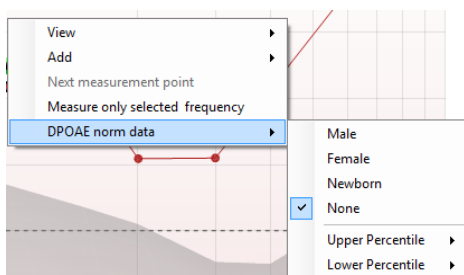 View
Add
Next measurement point
Measure only selected frequency
DPOAE norm data
Male
Female
Newborn
None
Upper Percentile
Lower Percentile